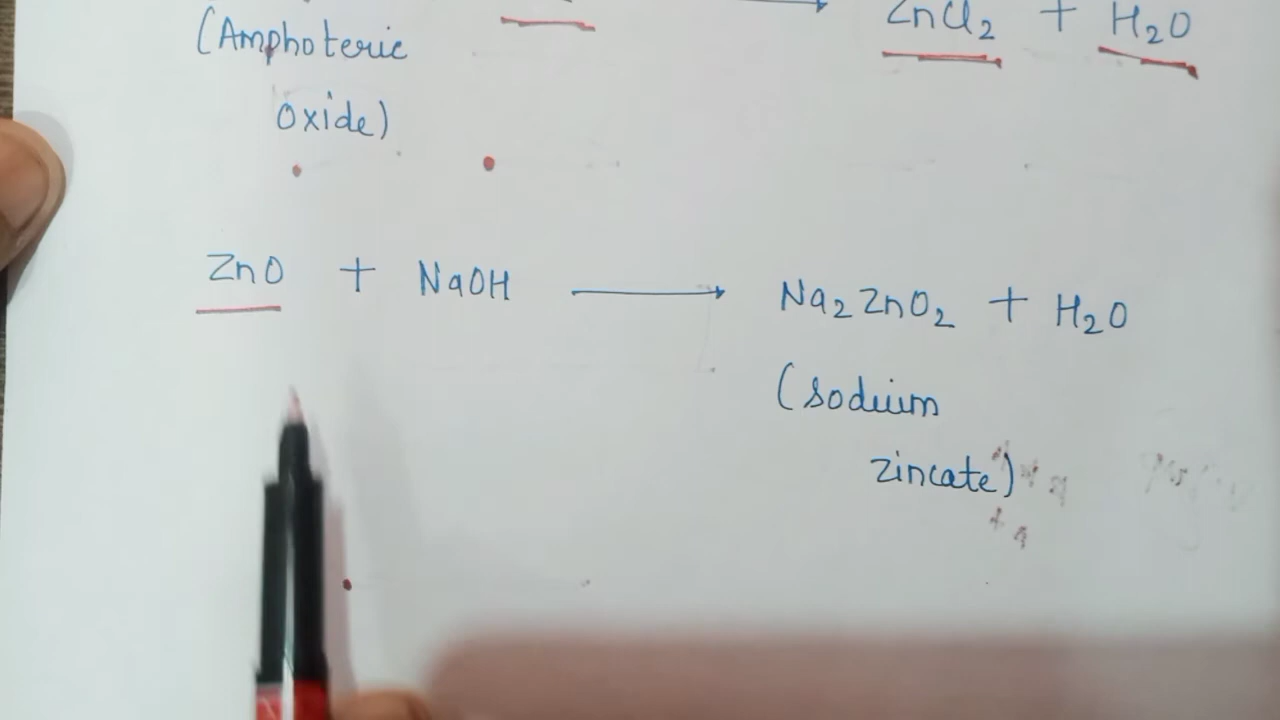 ⟶ ZnCl₂ + H₂O
(Amphoteric
oxide)
ZnO + NaOH ⟶ Na₂ZnO₂ + H₂O
(sodium
zincate)